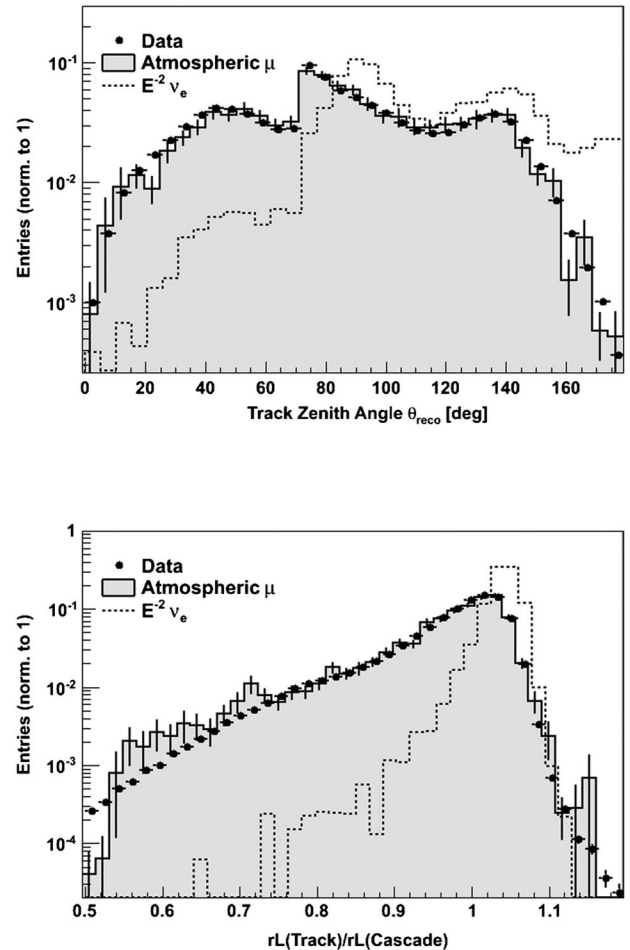 Data
Atmospheric μ
E⁻² νₑ
Entries (norm. to 1)
10⁻¹
10⁻²
10⁻³
0 20 40 60 80 100 120 140 160
Track Zenith Angle θreco [deg]
Data
Atmospheric μ
E⁻² νₑ
Entries (norm. to 1)
1
10⁻¹
10⁻²
10⁻³
10⁻⁴
0.5 0.6 0.7 0.8 0.9 1 1.1
rL(Track)/rL(Cascade)